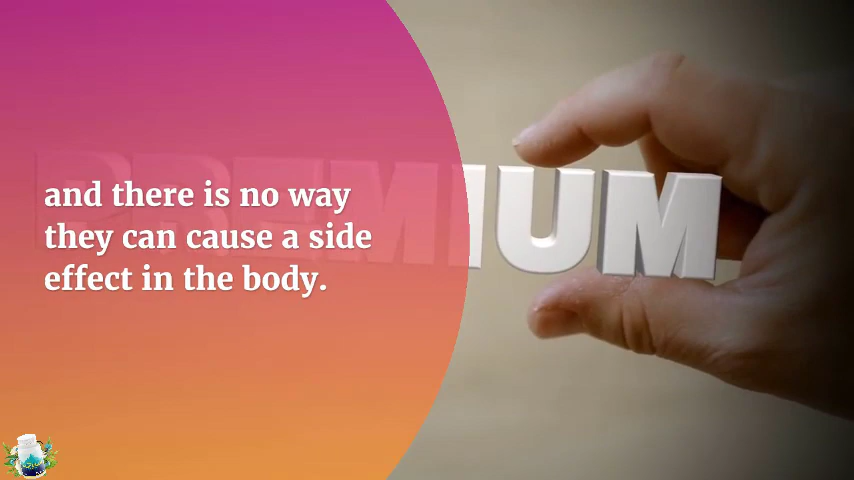 and there is no way
they can cause a side
effect in the body.
PREMIUM